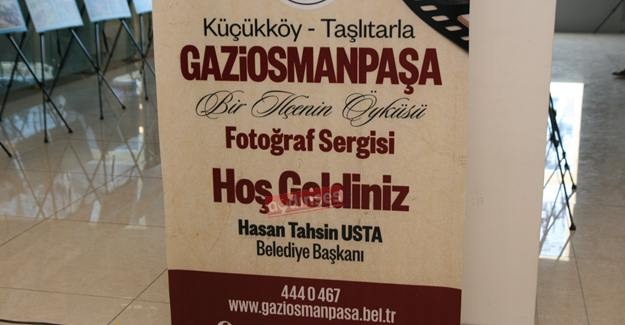 Küçükköy - Taşlıtarla
GAZİOSMANPAŞA
Bir İlçenin Öyküsü
Fotoğraf Sergisi
Hoş Geldiniz
Hasan Tahsin USTA
Belediye Başkanı
444 0 467
www.gaziosmanpasa.bel.tr